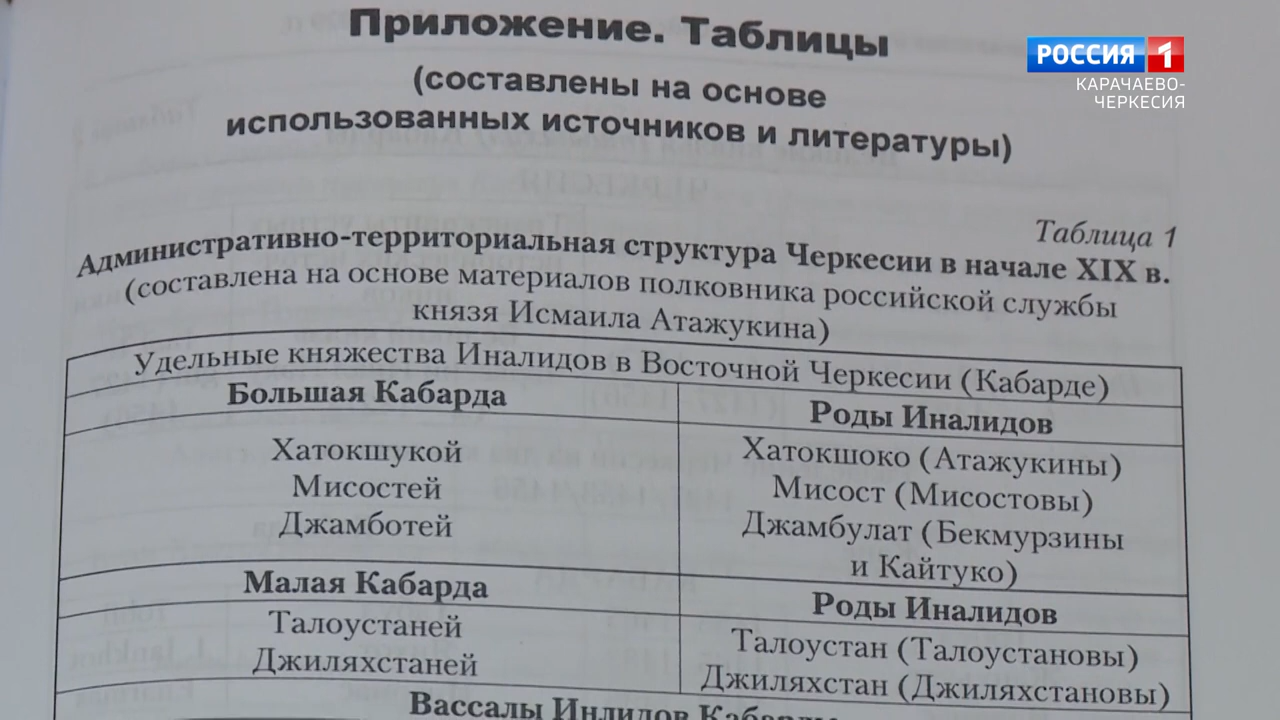 Приложение. Таблицы
(составлены на основе
использованных источников и литературы)
РОССИЯ 1
КАРАЧАЕВО-
ЧЕРКЕСИЯ
Таблица 1
Административно-территориальная структура Черкесии в начале XIX в.
(составлена на основе материалов полковника российской службы
князя Исмаила Атажукина)
Удельные княжества Иналидов в Восточной Черкесии (Кабарде)
Большая Кабарда Роды Иналидов
Хатокшукой Хатокшоко (Атажукины)
Мисостей Мисост (Мисостовы)
Джамботей Джамбулат (Бекмурзины
и Кайтуко)
Малая Кабарда Роды Иналидов
Талоустаней Талоустан (Талоустановы)
Джиляхстаней Джиляхстан (Джиляхстановы)
Вассалы Инлидов Кабарды